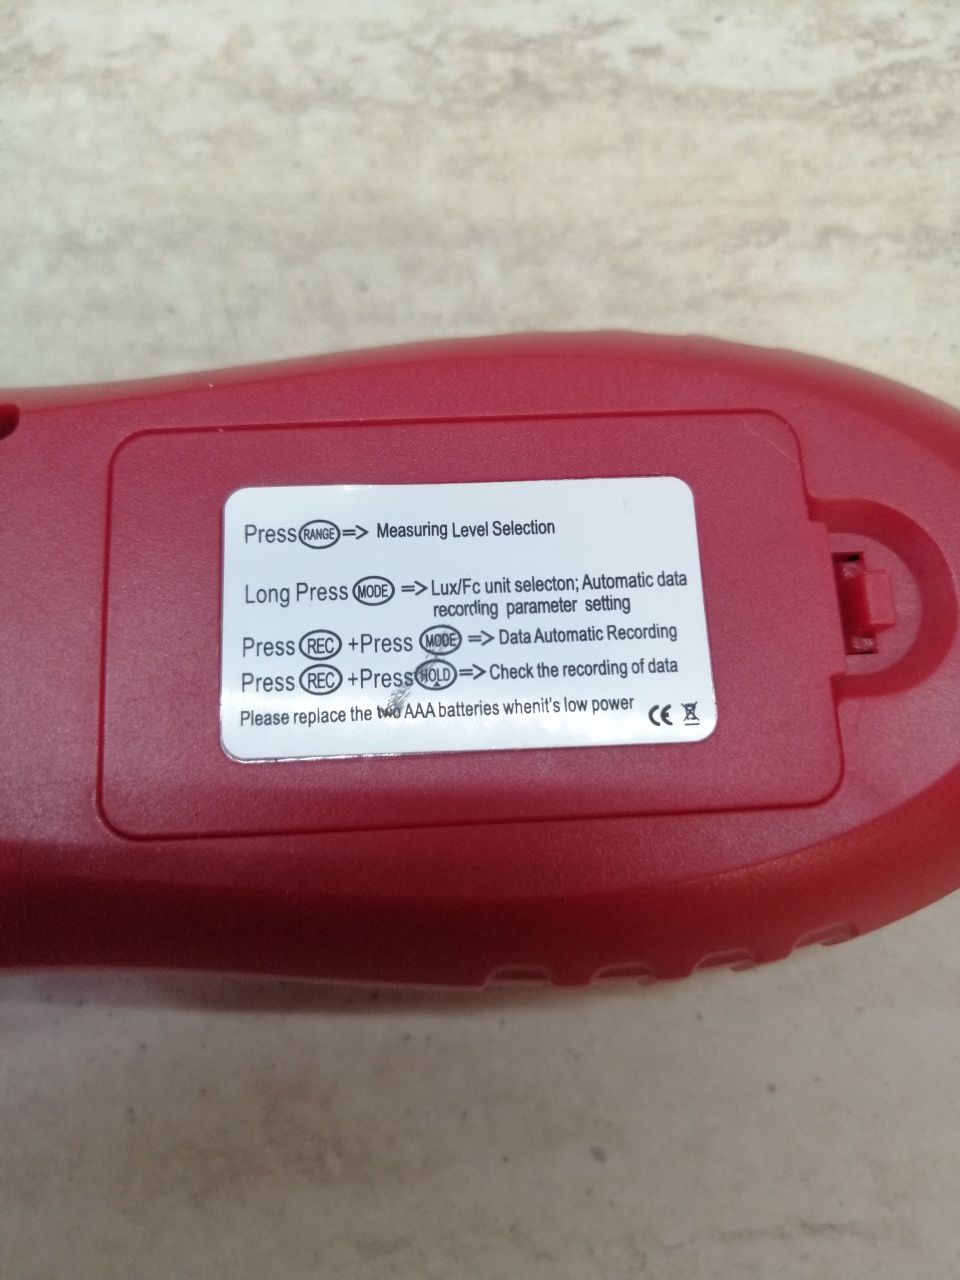 Press RANGE => Measuring Level Selection
Long Press MODE => Lux/Fc unit selecton; Automatic data
recording parameter setting
Press REC +Press MODE => Data Automatic Recording
Press REC +Press HOLD => Check the recording of data
Please replace the two AAA batteries whenit's low power
CE